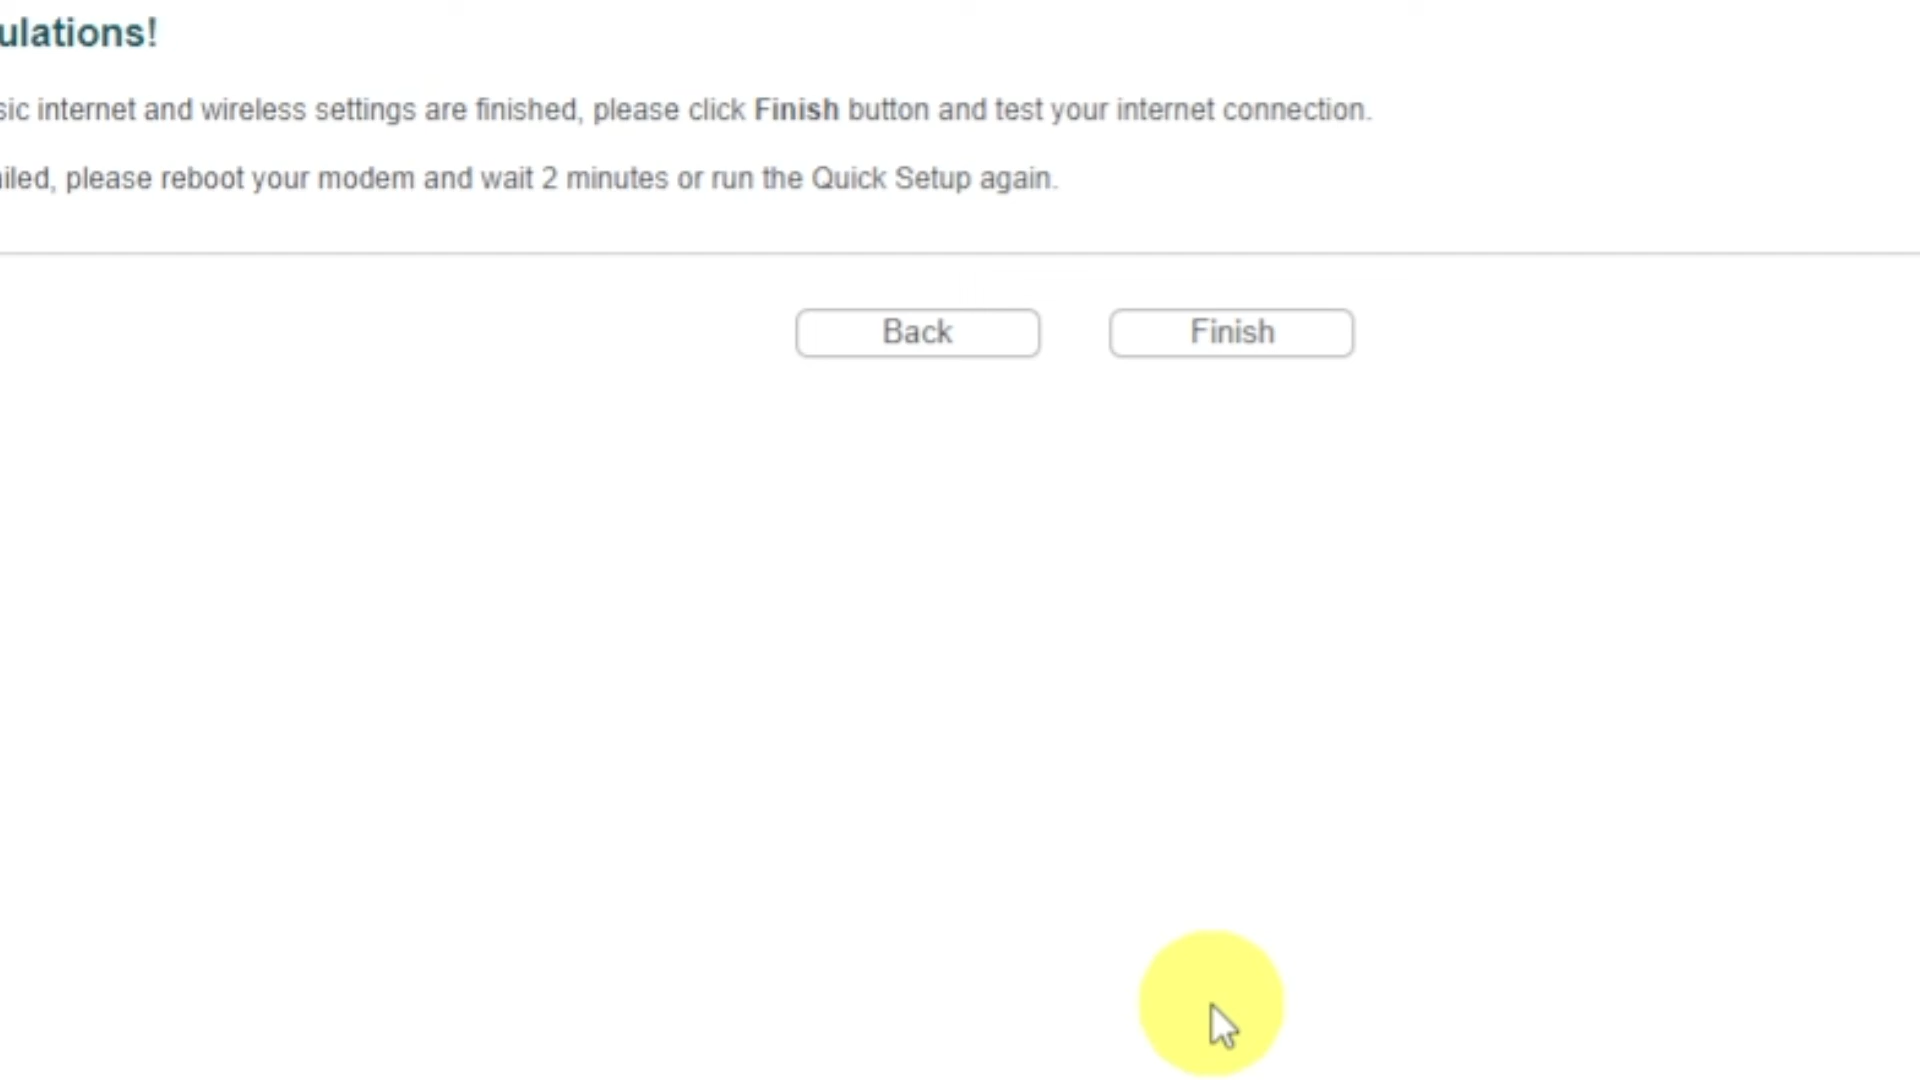 ulations!
sic internet and wireless settings are finished, please click Finish button and test your internet connection.
iled, please reboot your modem and wait 2 minutes or run the Quick Setup again.
Back Finish